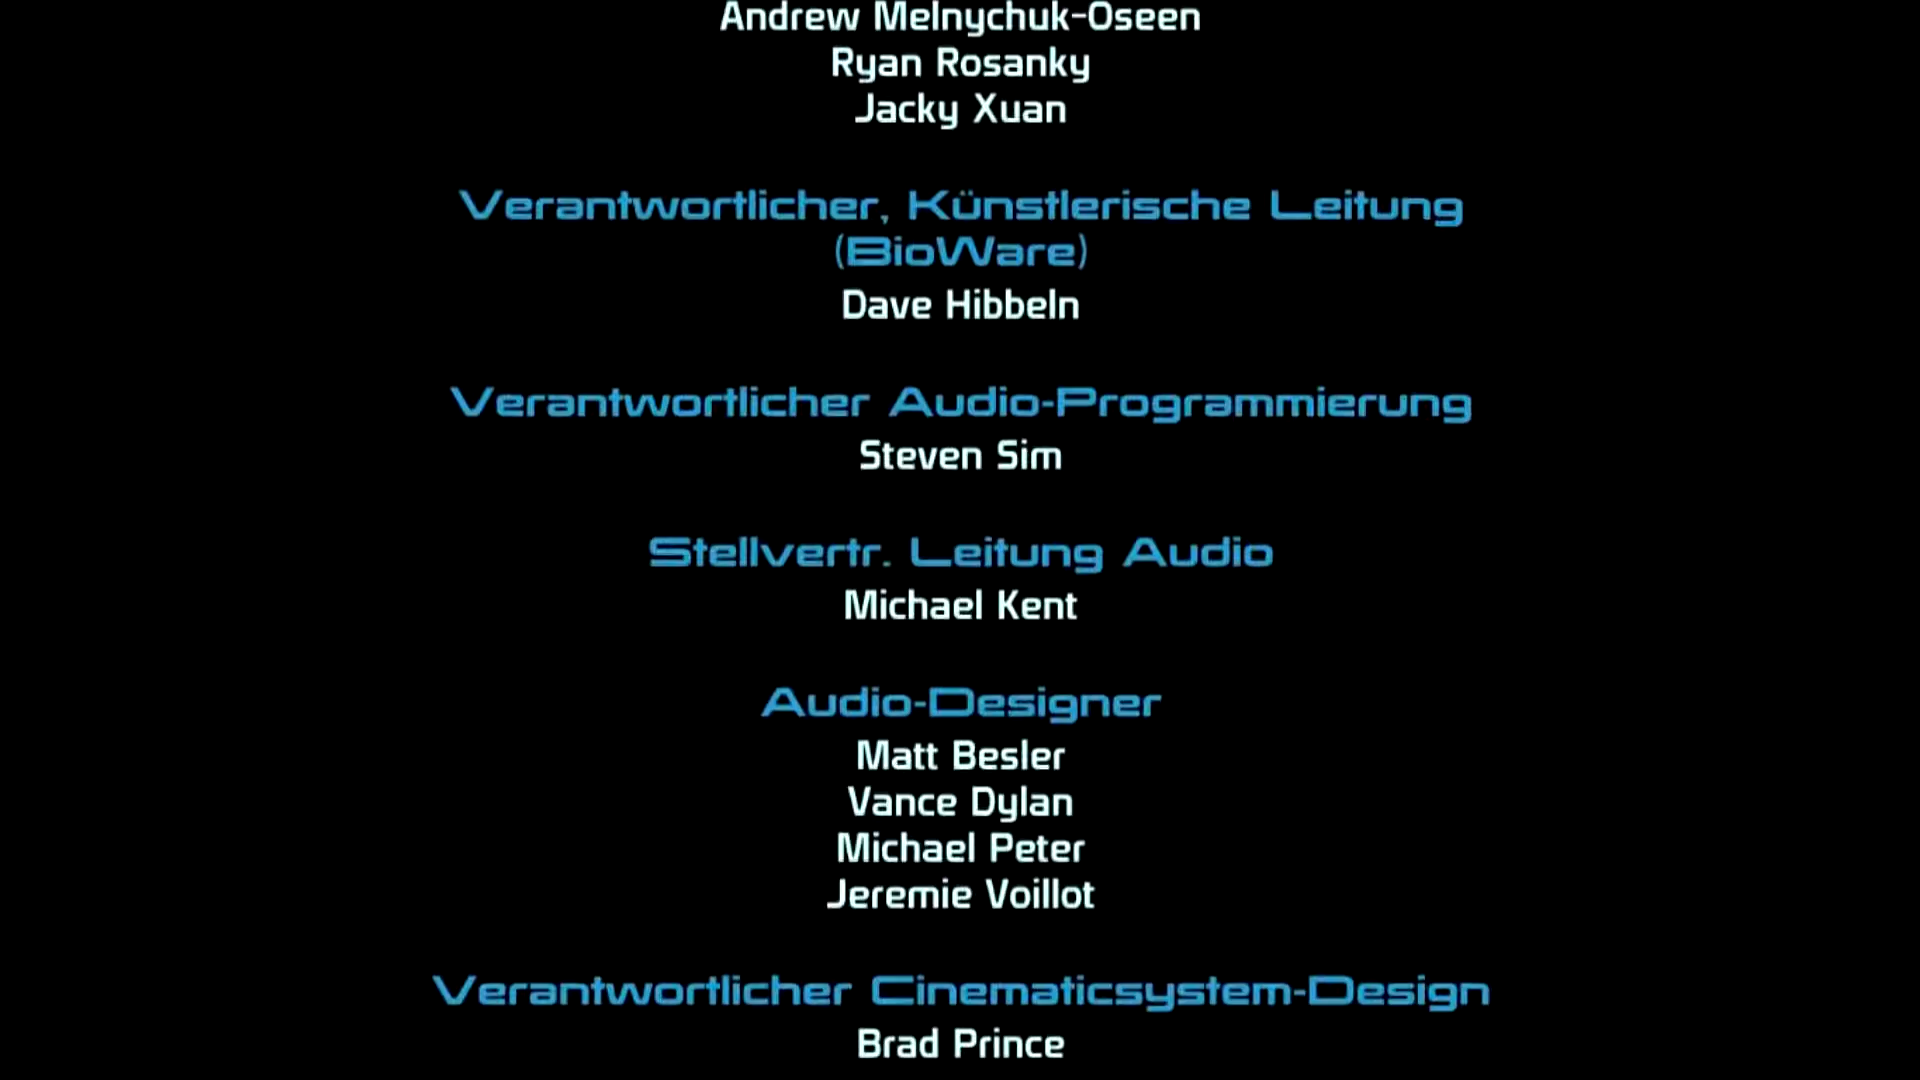 Andrew Melnychuk-Oseen
Ryan Rosanky
Jacky Xuan
Verantwortlicher, Künstlerische Leitung
(BioWare)
Dave Hibbeln
Verantwortlicher Audio-Programmierung
Steven Sim
Stellvertr. Leitung Audio
Michael Kent
Audio-Designer
Matt Besler
Vance Dylan
Michael Peter
Jeremie Voillot
Verantwortlicher Cinematicsystem-Design
Brad Prince